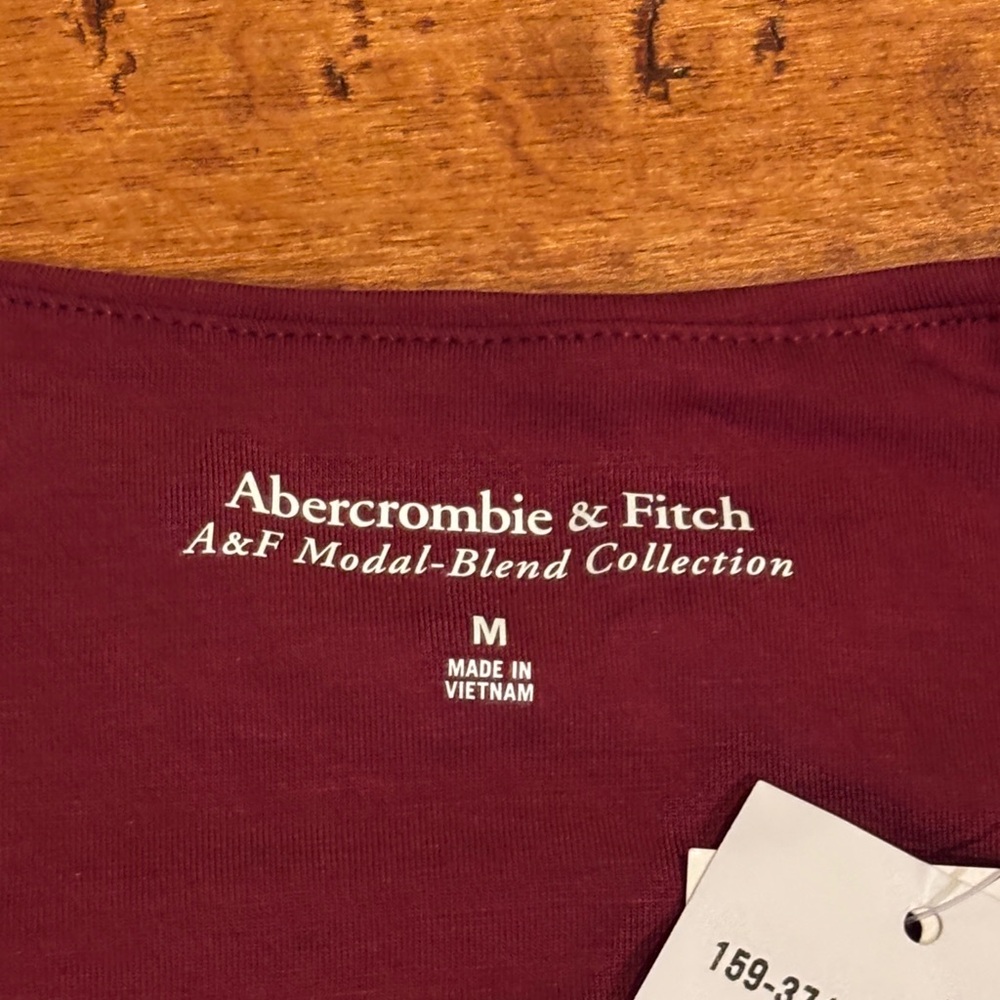 Abercrombie & Fitch
A&F Modal-Blend Collection
M
MADE IN
VIETNAM